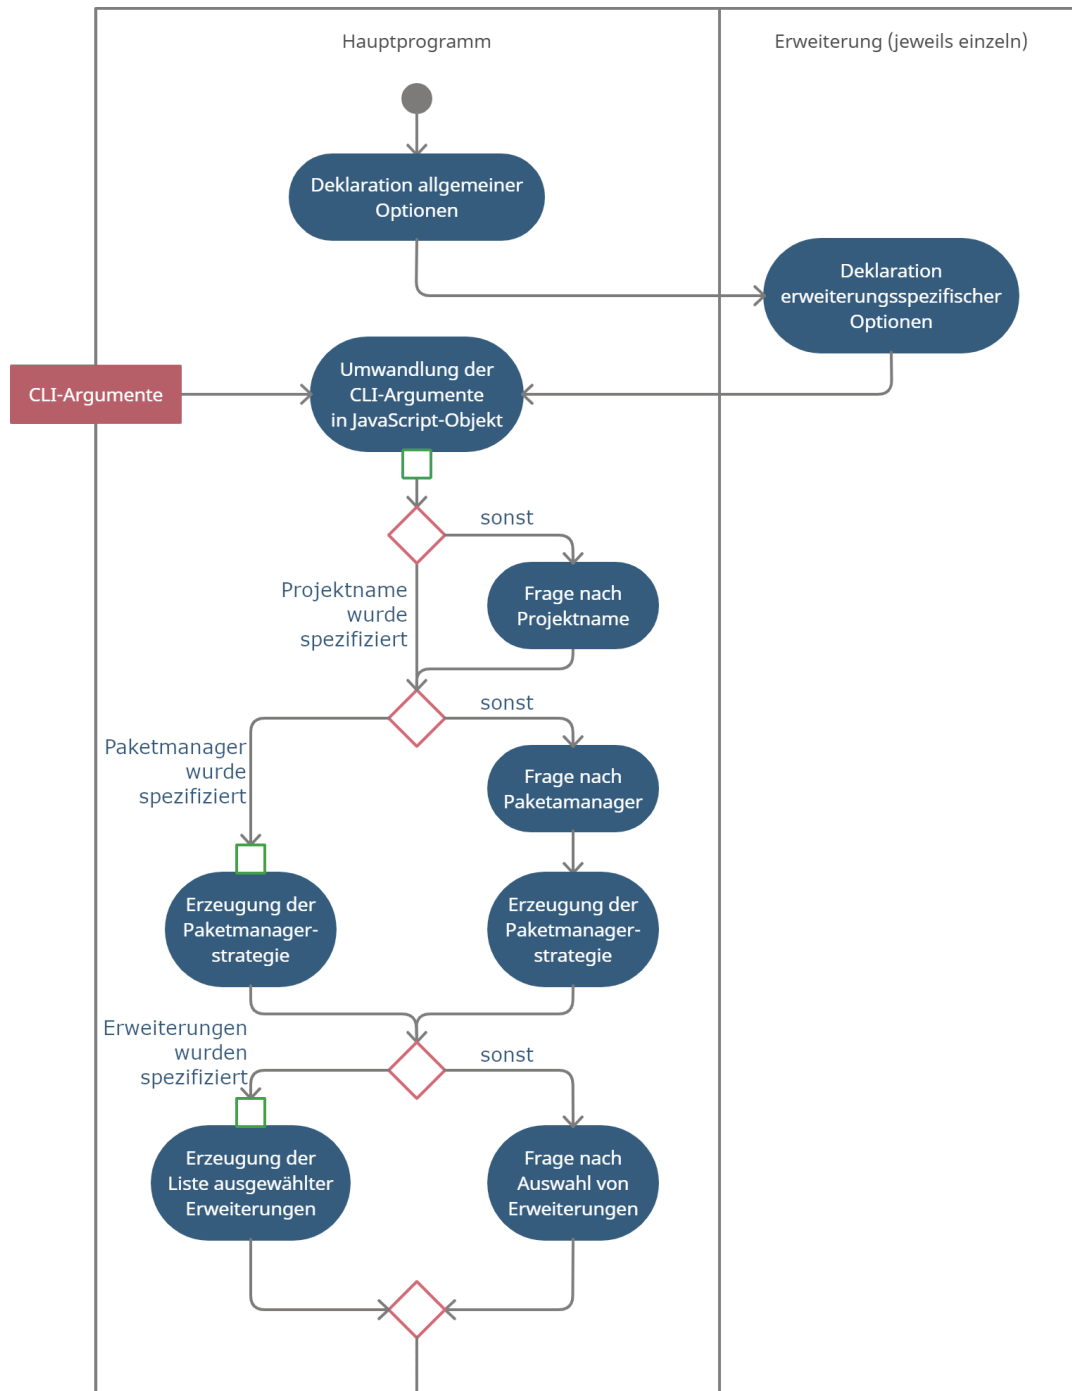 Hauptprogramm
Erweiterung (jeweils einzeln)
Deklaration allgemeiner
Optionen
Deklaration
erweiterungsspezifischer
Optionen
CLI-Argumente
Umwandlung der
CLI-Argumente
in JavaScript-Objekt
sonst
Projektname
wurde
spezifiziert
Frage nach
Projektname
sonst
Paketmanager
wurde
spezifiziert
Frage nach
Paketamanager
Erzeugung der
Paketmanager-
strategie
Erzeugung der
Paketmanager-
strategie
Erweiterungen
wurden
spezifiziert
sonst
Erzeugung der
Liste ausgewählter
Erweiterungen
Frage nach
Auswahl von
Erweiterungen